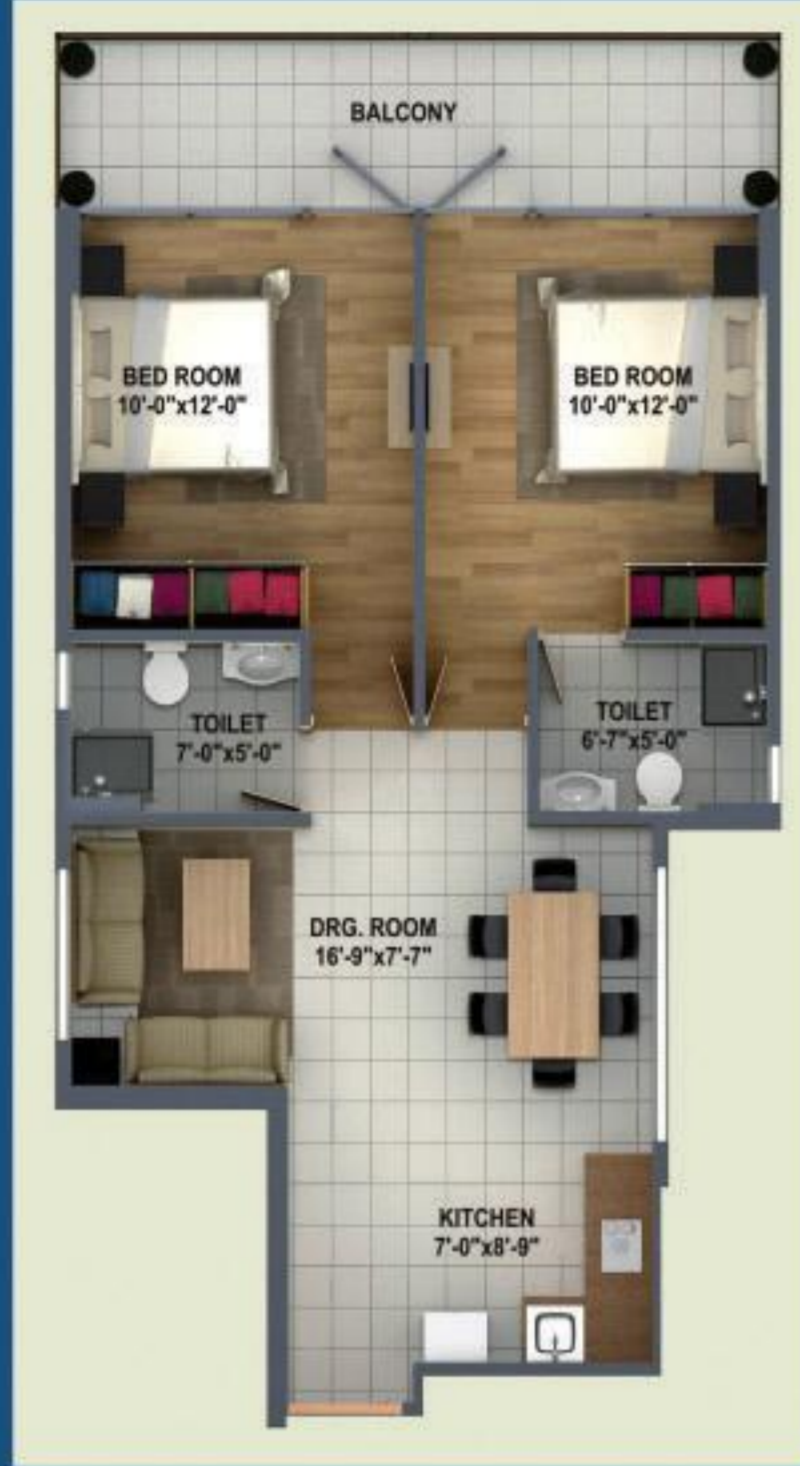 BALCONY
BED ROOM
10'-0"x12'-0"
BED ROOM
10'-0"x12'-0"
TOILET
7'-0"x5'-0"
TOILET
6'-7"x5'-0"
DRG. ROOM
16'-9"x7'-7"
KITCHEN
7'-0"x8'-9"